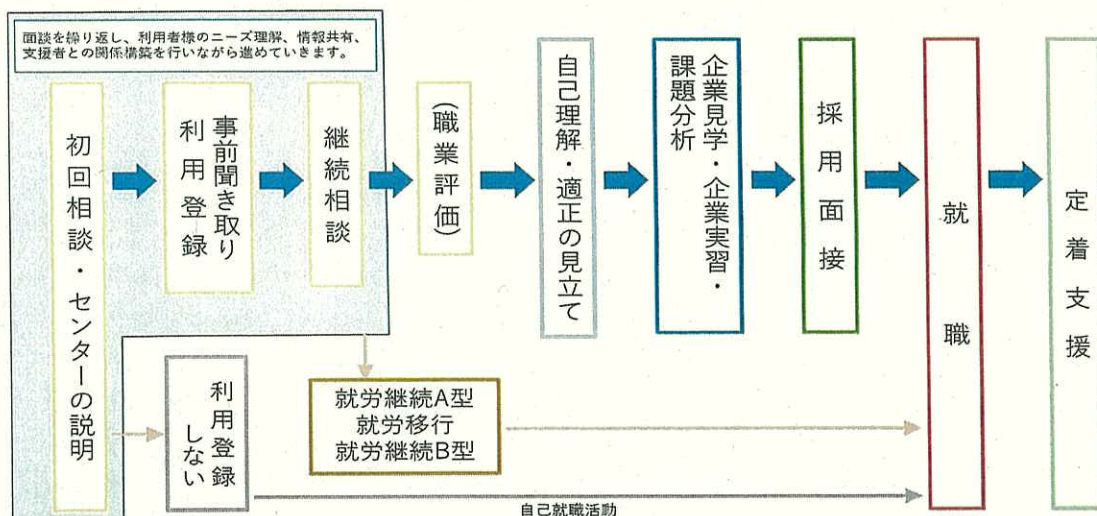 面談を繰り返し、利用者様のニーズ理解、情報共有、
支援者との関係構築を行いながら進めていきます。
初回相談・センターの説明
事前聞き取り
利用登録
継続相談
(職業評価)
自己理解・適正の見立て
企業見学・企業実習・
課題分析
採用面接
就職
定着支援
利用登録
しない
就労継続A型
就労移行
就労継続B型
自己就職活動